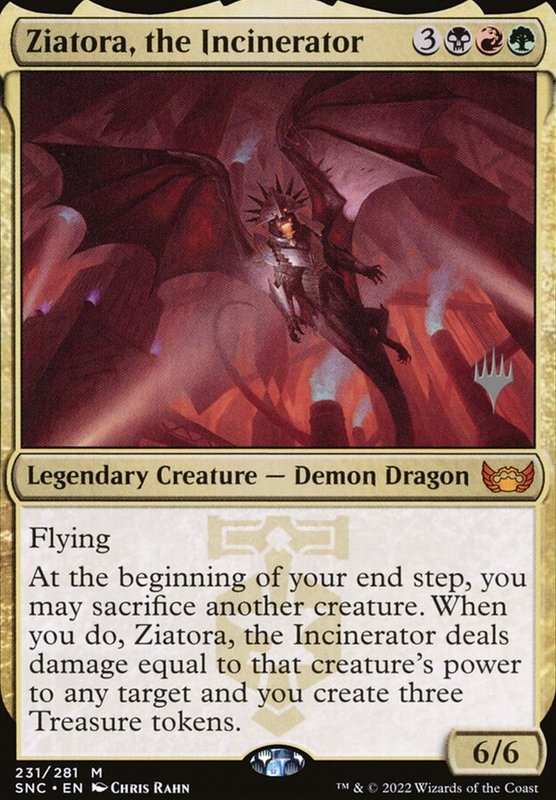 Ziatora, the Incinerator 3
Legendary Creature — Demon Dragon
Flying
At the beginning of your end step, you
may sacrifice another creature. When
you do, Ziatora, the Incinerator deals
damage equal to that creature's power
to any target and you create three
Treasure tokens.
6/6
231/281 M
SNC • EN Chris Rahn
™ & © 2022 Wizards of the Coast